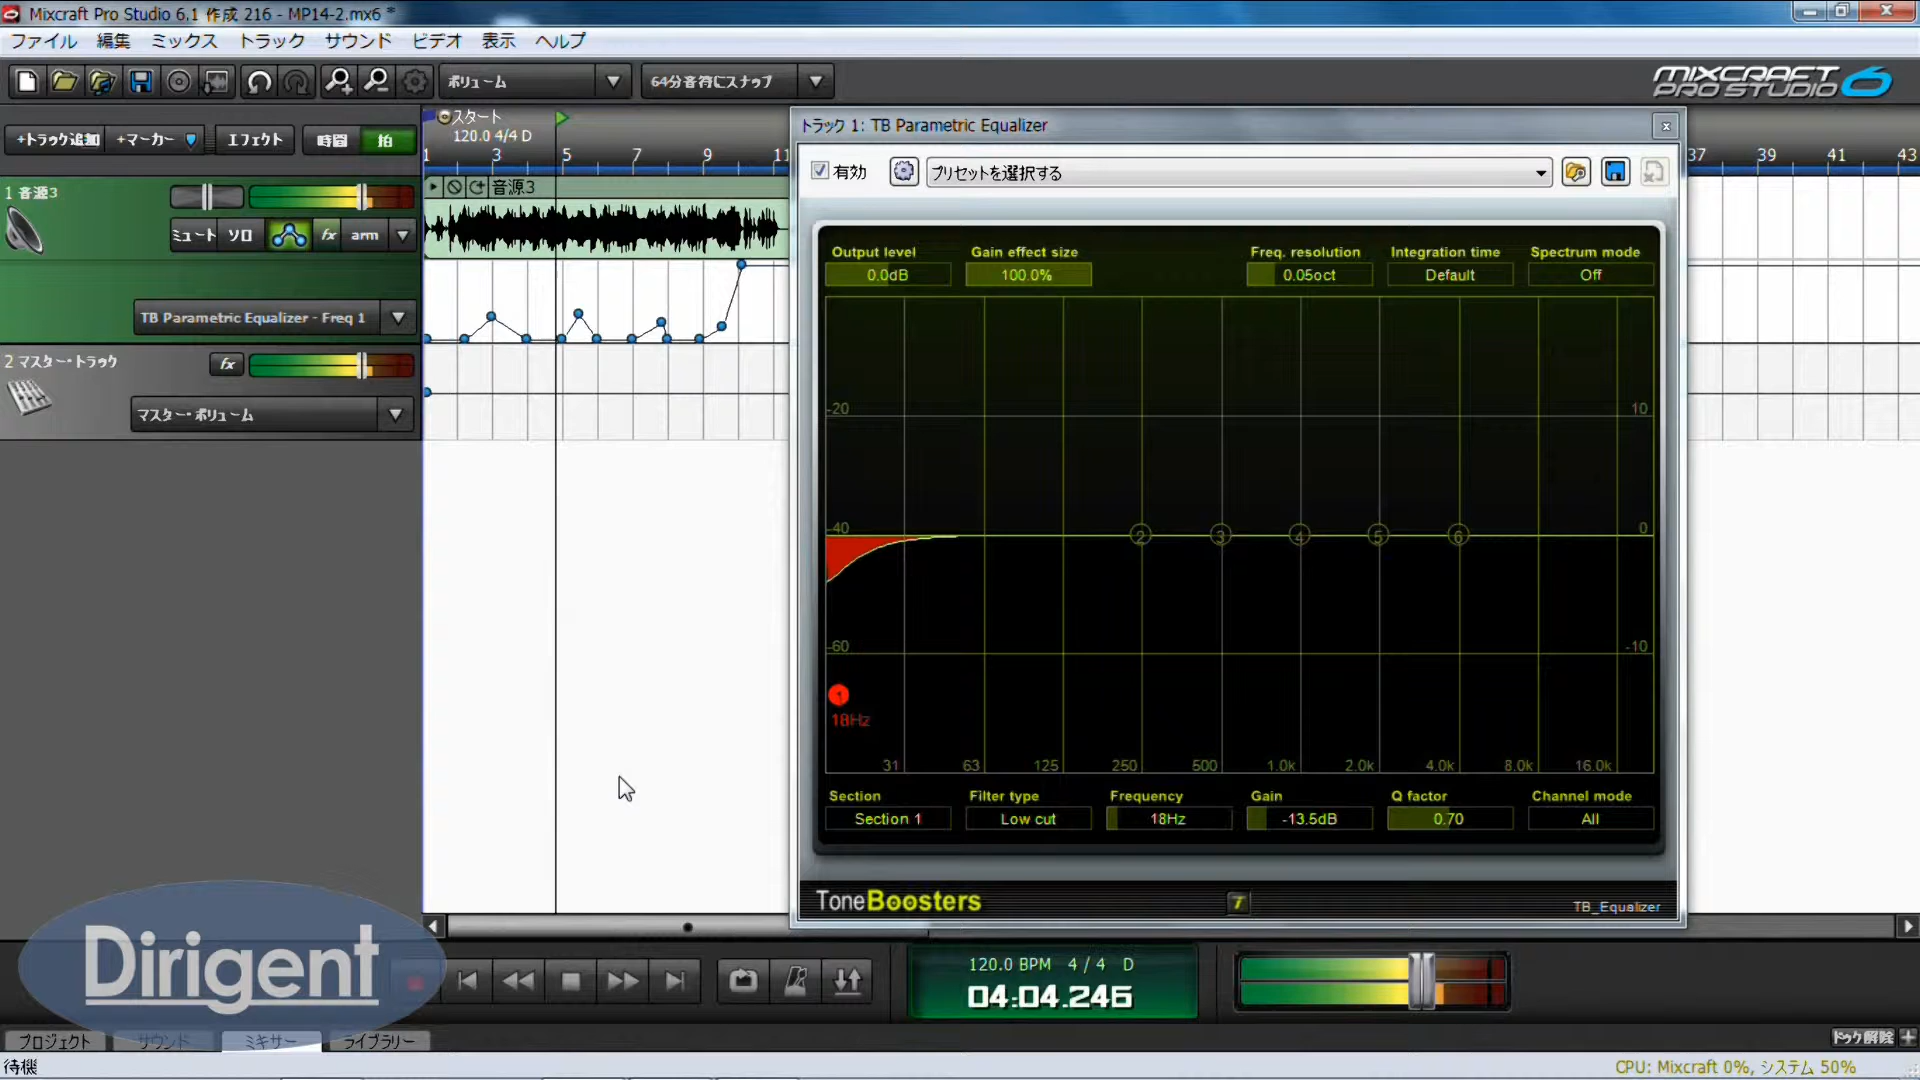 Mixcraft Pro Studio 6.1 作成 216 - MP14-2.mx6 *
ファイル 編集 ミックス トラック サウンド ビデオ 表示 ヘルプ
ボリューム 64分音符にスナップ
MIXCRAFT PRO STUDIO 6
+トラック追加 +マーカー エフェクト 時間 拍
スタート
120.0 4/4 D
1 3 5 7 9 11
37 39 41 43
1 音源3
ミュート ソロ fx arm
音源3
TB Parametric Equalizer - Freq 1
2 マスター・トラック
fx
マスター・ボリューム
トラック 1: TB Parametric Equalizer
有効 プリセットを選択する
Output level Gain effect size Freq. resolution Integration time Spectrum mode
0.0dB 100.0% 0.05oct Default Off
-20 10
-40 2 3 4 5 6 0
-60 -10
1
18Hz
31 63 125 250 500 1.0k 2.0k 4.0k 8.0k 16.0k
Section Filter type Frequency Gain Q factor Channel mode
Section 1 Low cut 18Hz -13.5dB 0.70 All
ToneBoosters
TB_Equalizer
Dirigent
120.0 BPM 4 / 4 D
04:04.246
プロジェクト サウンド ミキサー ライブラリー
ドック解除
待機
CPU: Mixcraft 0%, システム 50%